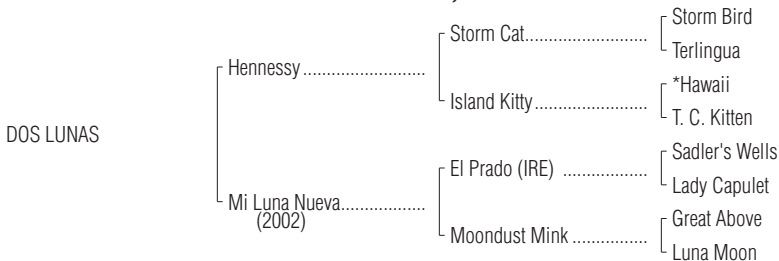 Storm Bird
Storm Cat..............................
Terlingua
Hennessy ..............................
*Hawaii
Island Kitty............................
T. C. Kitten
DOS LUNAS
Sadler's Wells
El Prado (IRE) .....................
Lady Capulet
Mi Luna Nueva.....................
(2002)
Great Above
Moondust Mink ...................
Luna Moon